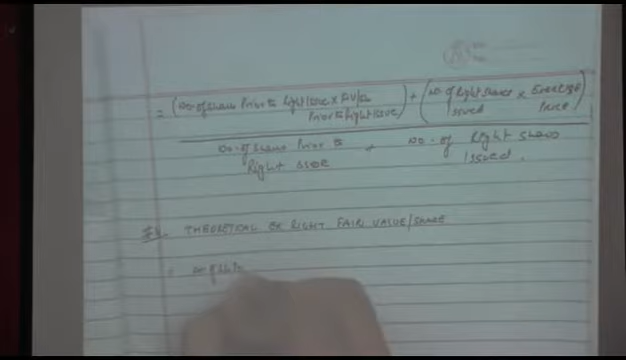 = (No of shares Prior to Right Issue x FV/Sh Prior to Right Issue) + (No of Right Shares Issued x Exercise Price)
No. of shares Prior to Right Issue + No. of Right Shares Issued.
THEORETICAL EX RIGHT FAIR VALUE/SHARE
= No of